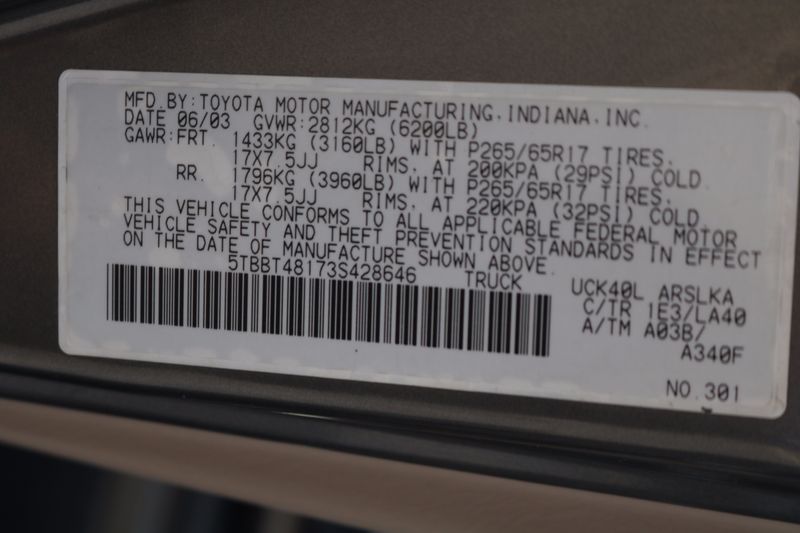 MFD.BY:TOYOTA MOTOR MANUFACTURING.INDIANA.INC.
DATE 06/03 GVWR:2812KG (6200LB)
GAWR:FRT. 1433KG (3160LB) WITH P265/65R17 TIRES.
17X7.5JJ RIMS. AT 200KPA (29PSI) COLD.
RR. 1796KG (3960LB) WITH P265/65R17 TIRES.
17X7.5JJ RIMS. AT 220KPA (32PSI) COLD.
THIS VEHICLE CONFORMS TO ALL APPLICABLE FEDERAL MOTOR
VEHICLE SAFETY AND THEFT PREVENTION STANDARDS IN EFFECT
ON THE DATE OF MANUFACTURE SHOWN ABOVE.
5TBBT48173S428646 TRUCK
UCK40L ARSLKA
C/TR 1E3/LA40
A/TM A03B/
A340F
NO.301